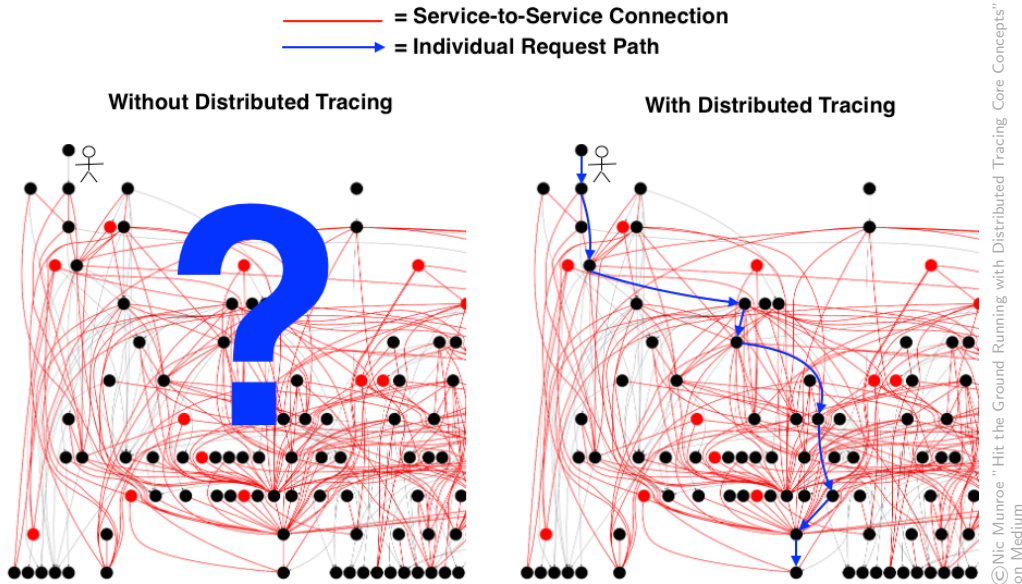 = Service-to-Service Connection
= Individual Request Path
Without Distributed Tracing
With Distributed Tracing
?
©Nic Munroe "Hit the Ground Running with Distributed Tracing Core Concepts"
on Medium